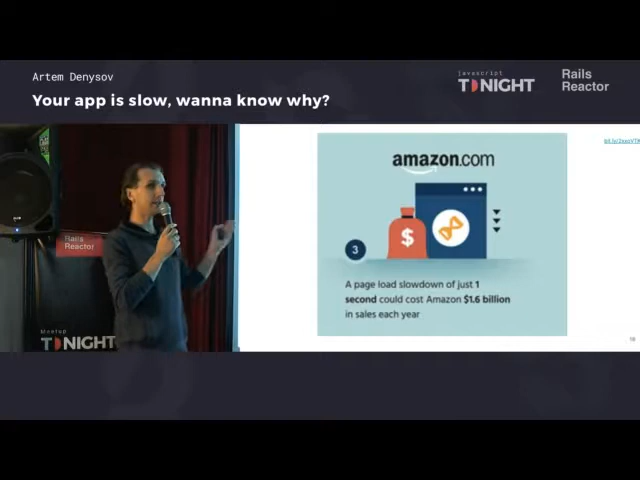 Artem Denysov
Your app is slow, wanna know why?
javascript
TONIGHT
Rails
Reactor
amazon.com
$
3
A page load slowdown of just 1
second could cost Amazon $1.6 billion
in sales each year
Rails
Reactor
startup
TONIGHT